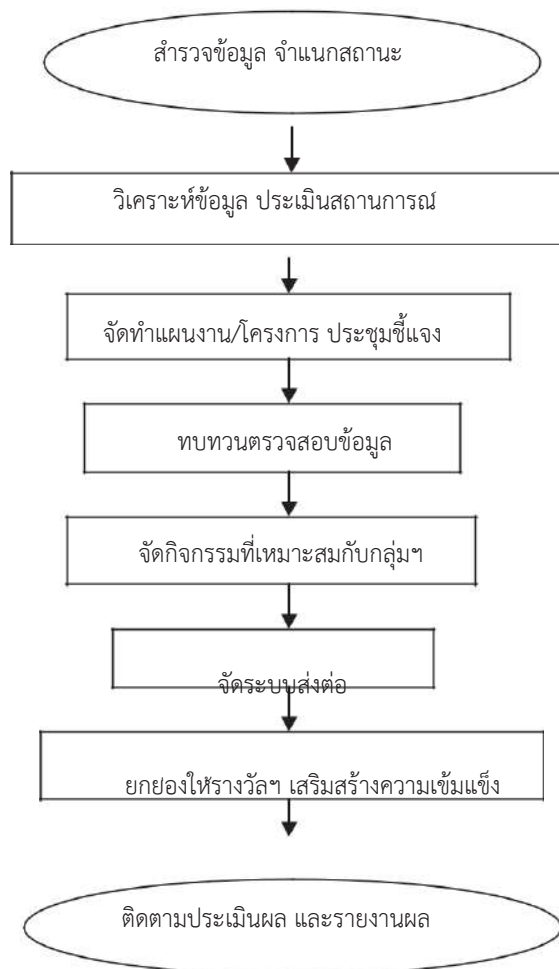 สำรวจข้อมูล จำแนกสถานะ
วิเคราะห์ข้อมูล ประเมินสถานการณ์
จัดทำแผนงาน/โครงการ ประชุมชี้แจง
ทบทวนตรวจสอบข้อมูล
จัดกิจกรรมที่เหมาะสมกับกลุ่มฯ
จัดระบบส่งต่อ
ยกย่องให้รางวัลฯ เสริมสร้างความเข้มแข็ง
ติดตามประเมินผล และรายงานผล